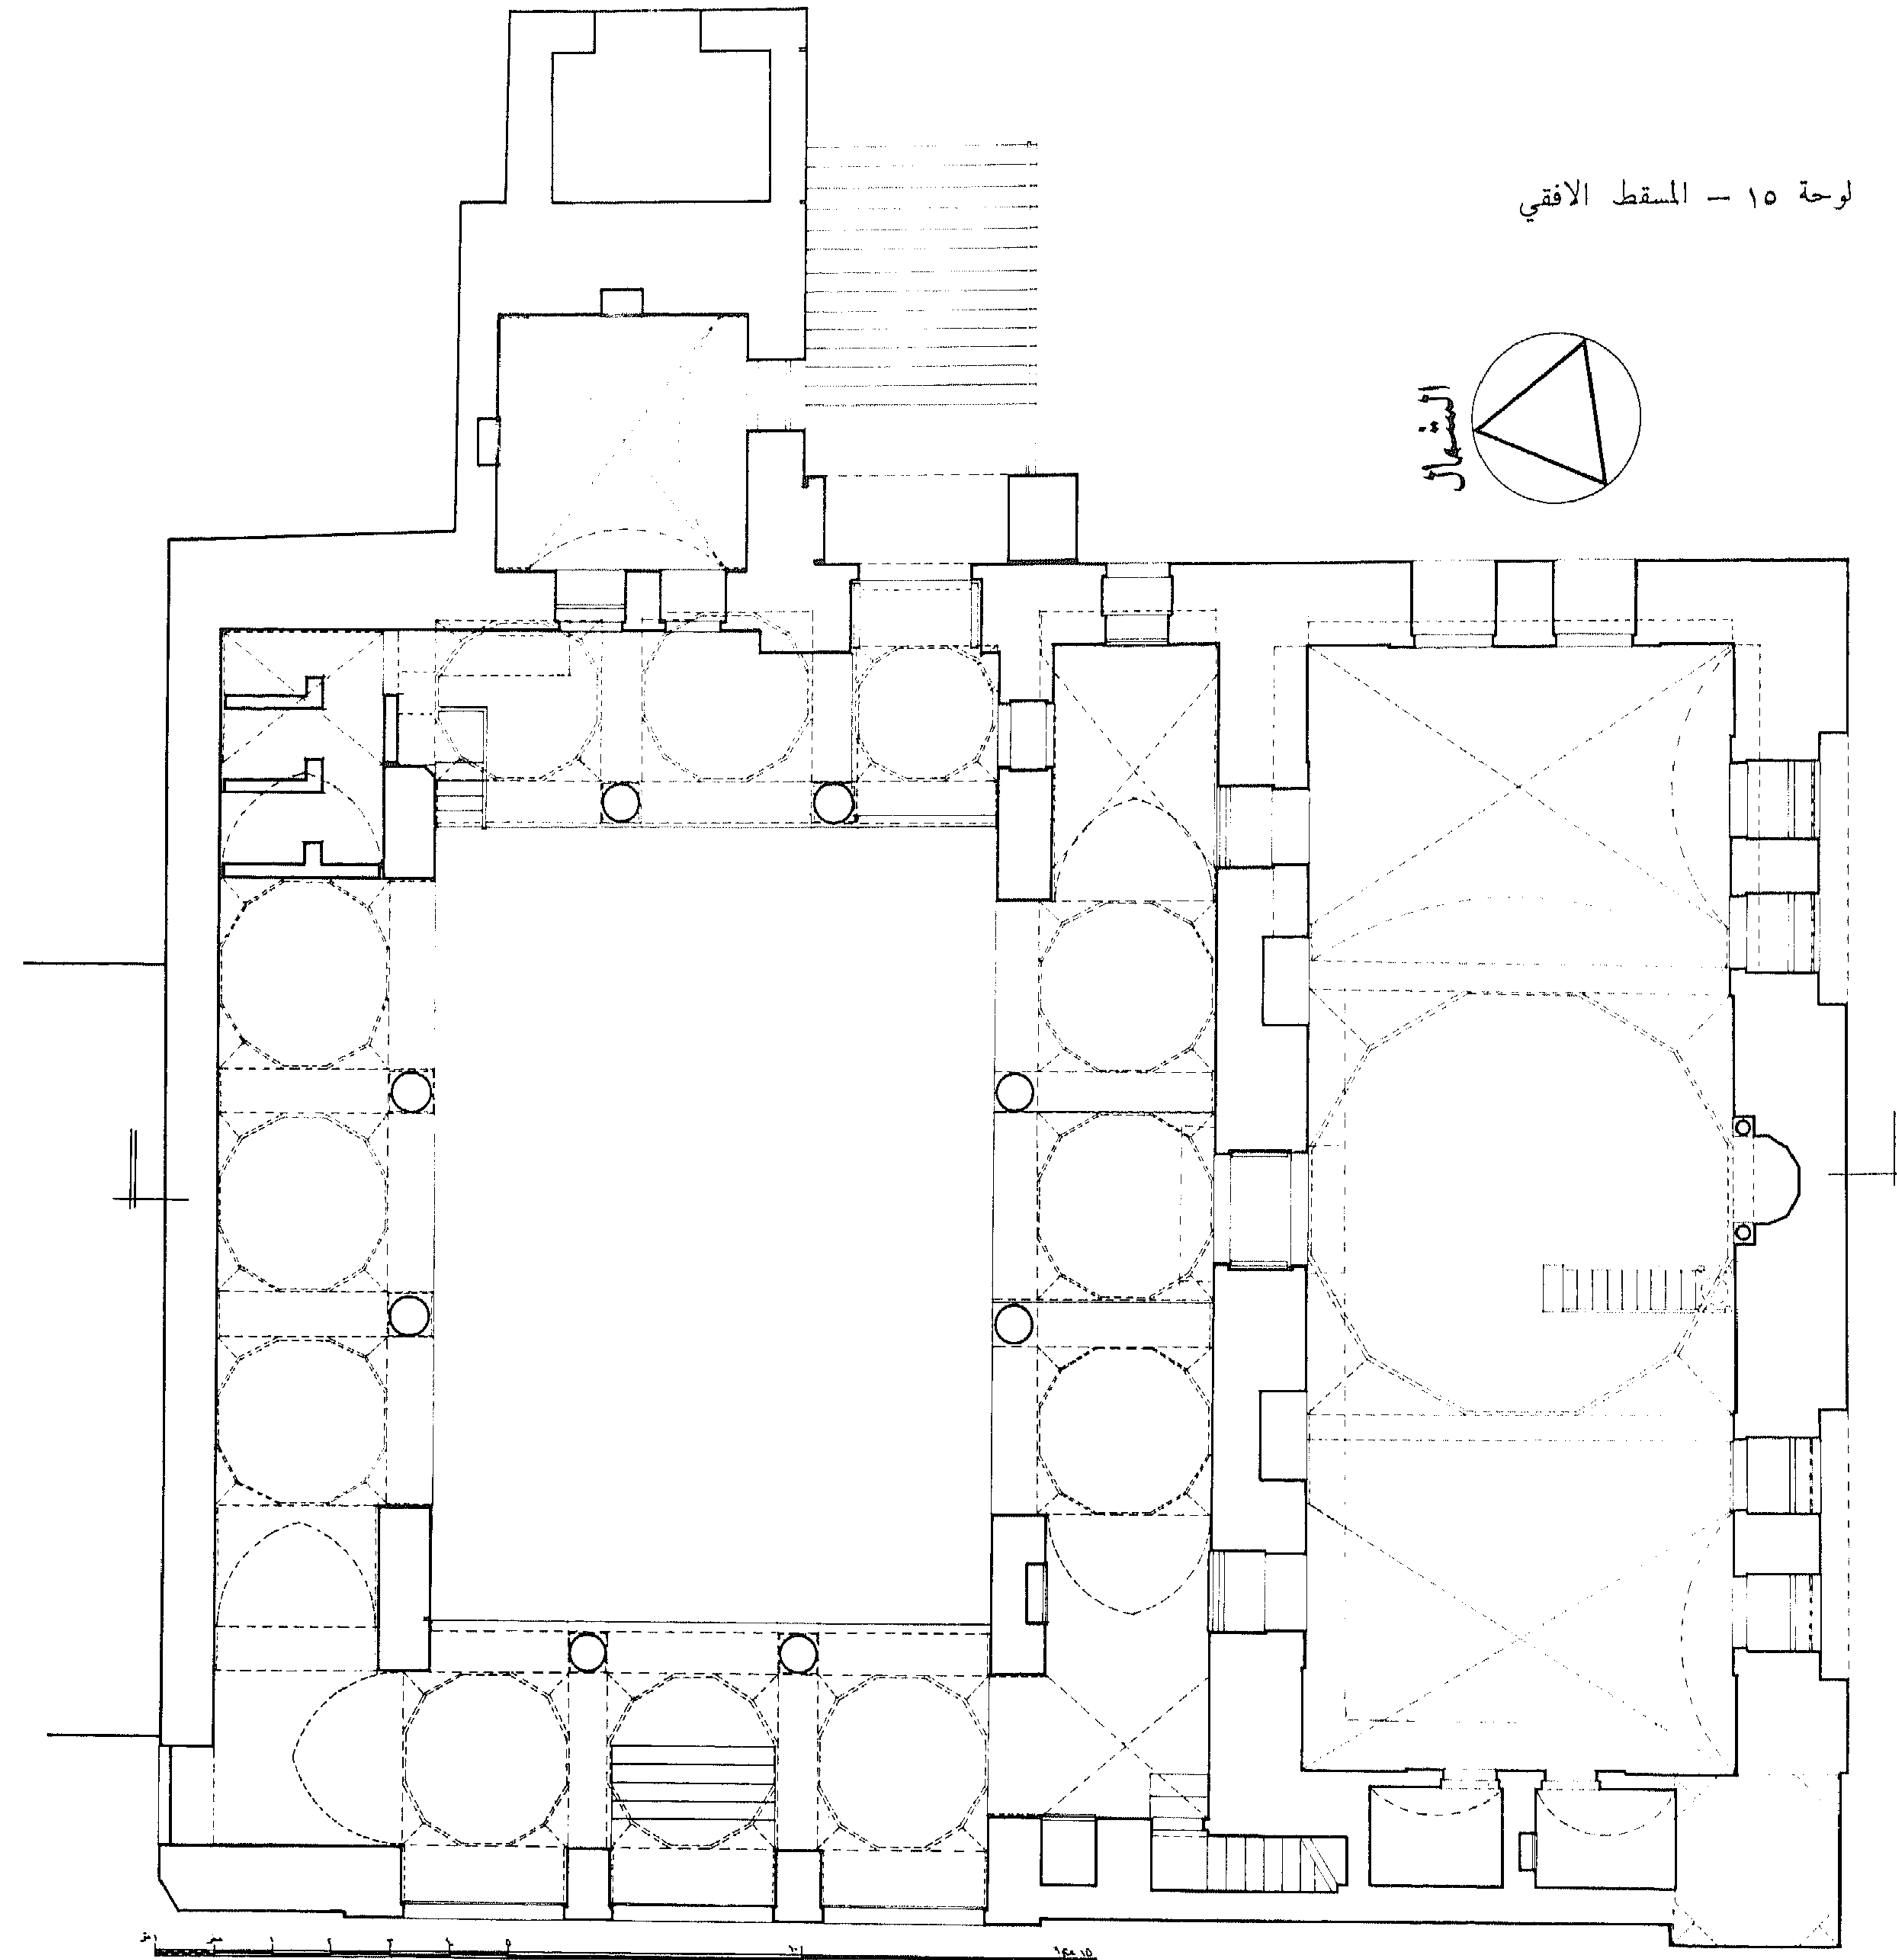 لوحة ١٥ – المسقط الافقي
الشمال